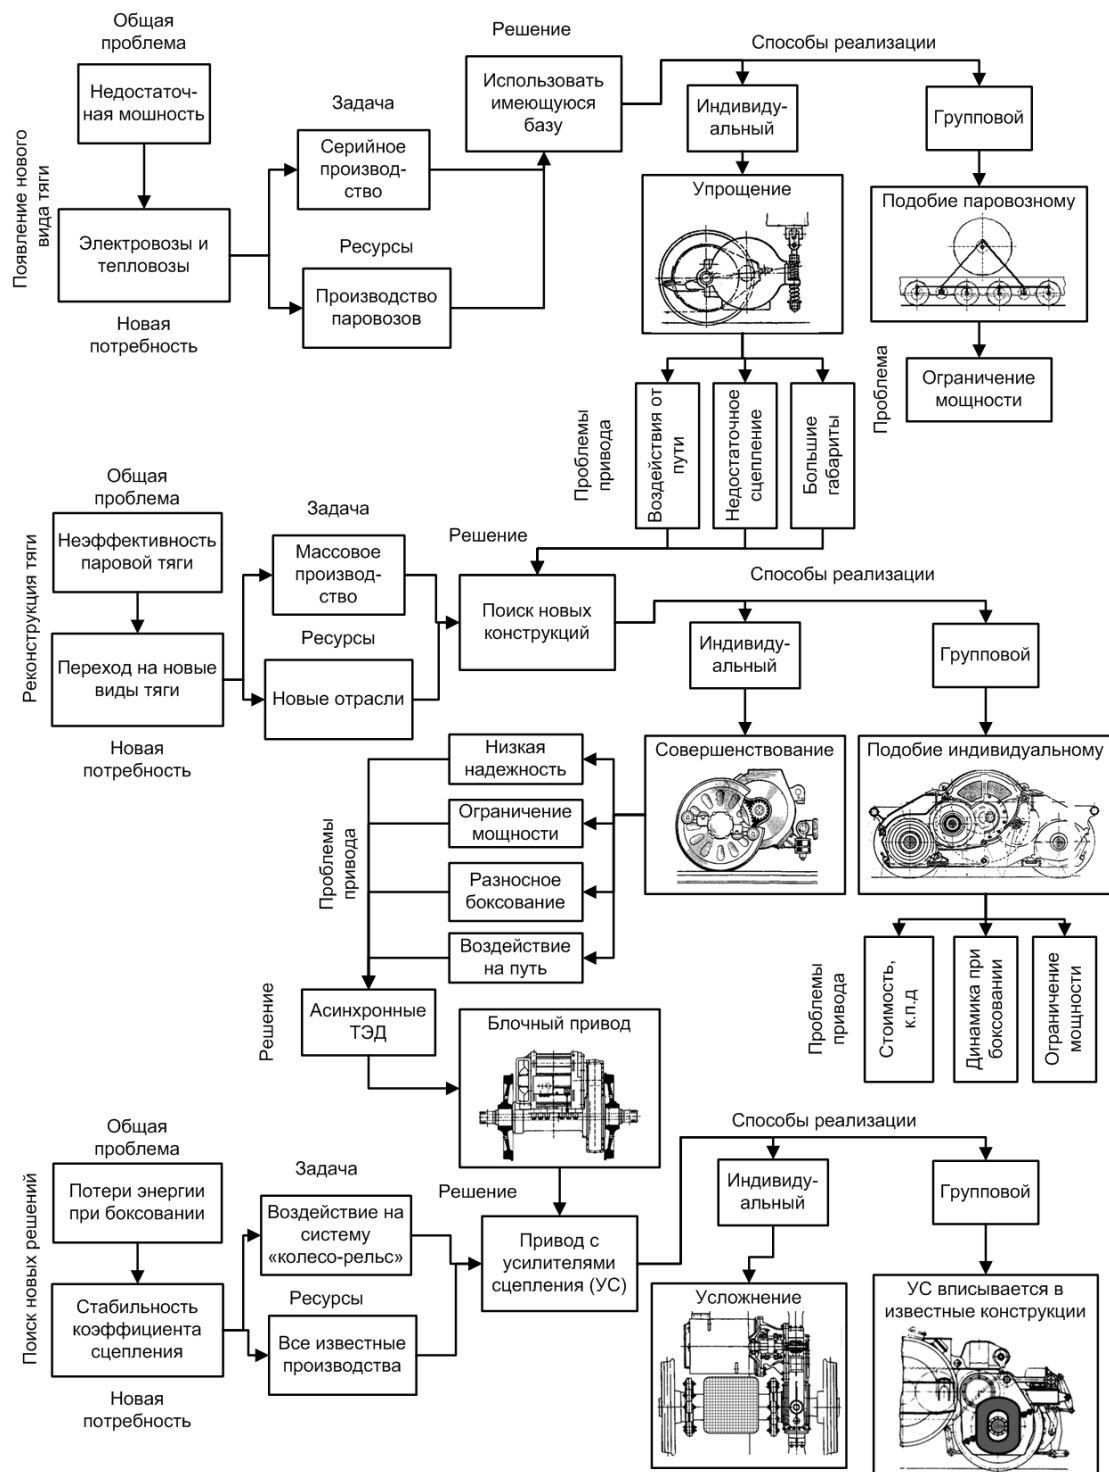 Появление нового
вида тяги
Общая
проблема
Недостаточ-
ная мошность
Электровозы и
тепловозы
Новая
потребность
Задача
Серийное
производ-
ство
Ресурсы
Производство
паровозов
Решение
Использовать
имеющуюся
базу
Способы реализации
Индивиду-
альный
Групповой
Упрощение
Подобие паровозному
Проблема
Ограничение
мощности
Проблемы
привода
Воздействия от
пути
Недостаточное
сцепление
Большие
габариты
Реконструкция тяги
Общая
проблема
Неэффективность
паровой тяги
Переход на новые
виды тяги
Новая
потребность
Задача
Массовое
производ-
ство
Ресурсы
Новые отрасли
Решение
Поиск новых
конструкций
Способы реализации
Индивиду-
альный
Групповой
Совершенствование
Подобие индивидуальному
Проблемы
привода
Низкая
надежность
Ограничение
мощности
Разносное
боксование
Воздействие
на путь
Проблемы
привода
Стоимость,
к.п.д
Динамика при
боксовании
Ограничение
мощности
Решение
Асинхронные
ТЭД
Блочный привод
Поиск новых решений
Общая
проблема
Потери энергии
при боксовании
Стабильность
коэффициента
сцепления
Новая
потребность
Задача
Воздействие на
систему
«колесо-рельс»
Ресурсы
Все известные
производства
Решение
Привод с
усилителями
сцепления (УС)
Способы реализации
Индивиду-
альный
Групповой
Усложнение
УС вписывается в
известные конструкции